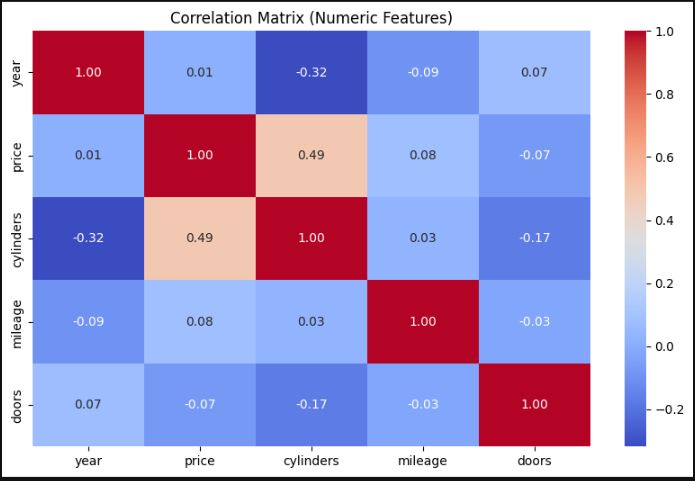 Correlation Matrix (Numeric Features)
year 1.00 0.01 -0.32 -0.09 0.07
price 0.01 1.00 0.49 0.08 -0.07
cylinders -0.32 0.49 1.00 0.03 -0.17
mileage -0.09 0.08 0.03 1.00 -0.03
doors 0.07 -0.07 -0.17 -0.03 1.00
year price cylinders mileage doors
1.0
0.8
0.6
0.4
0.2
0.0
−0.2